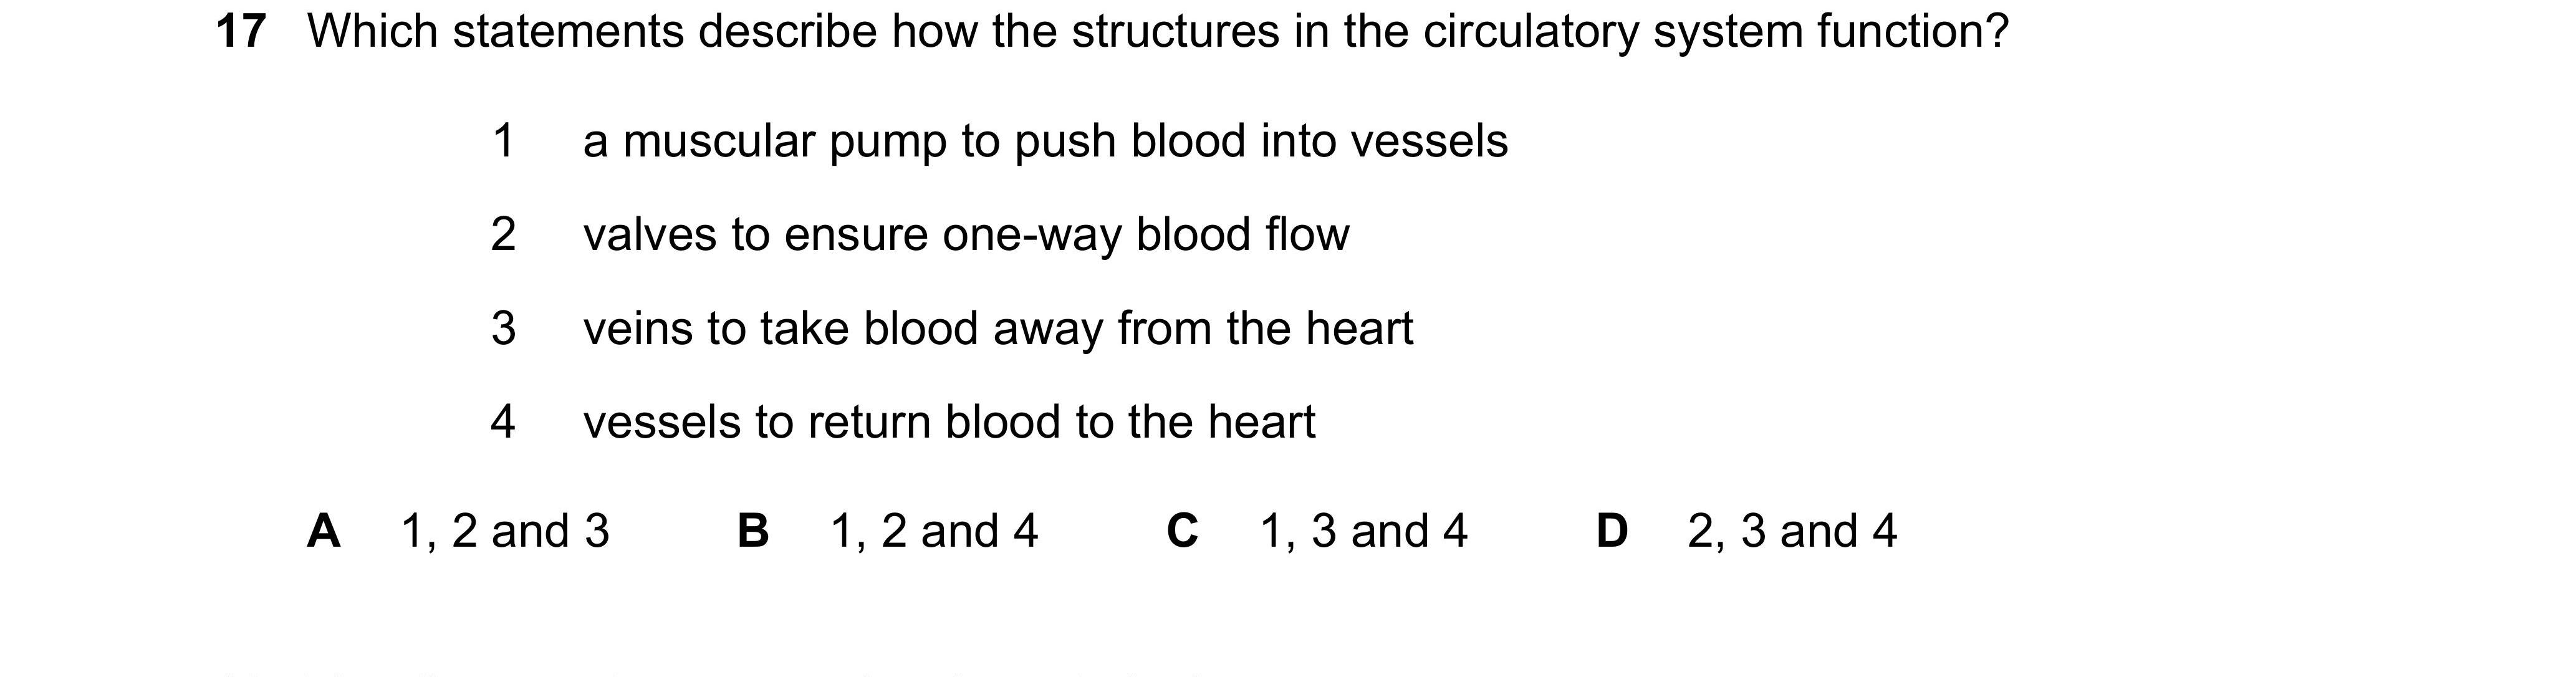 17 Which statements describe how the structures in the circulatory system function?
1 a muscular pump to push blood into vessels
2 valves to ensure one-way blood flow
3 veins to take blood away from the heart
4 vessels to return blood to the heart
A 1, 2 and 3 B 1, 2 and 4 C 1, 3 and 4 D 2, 3 and 4